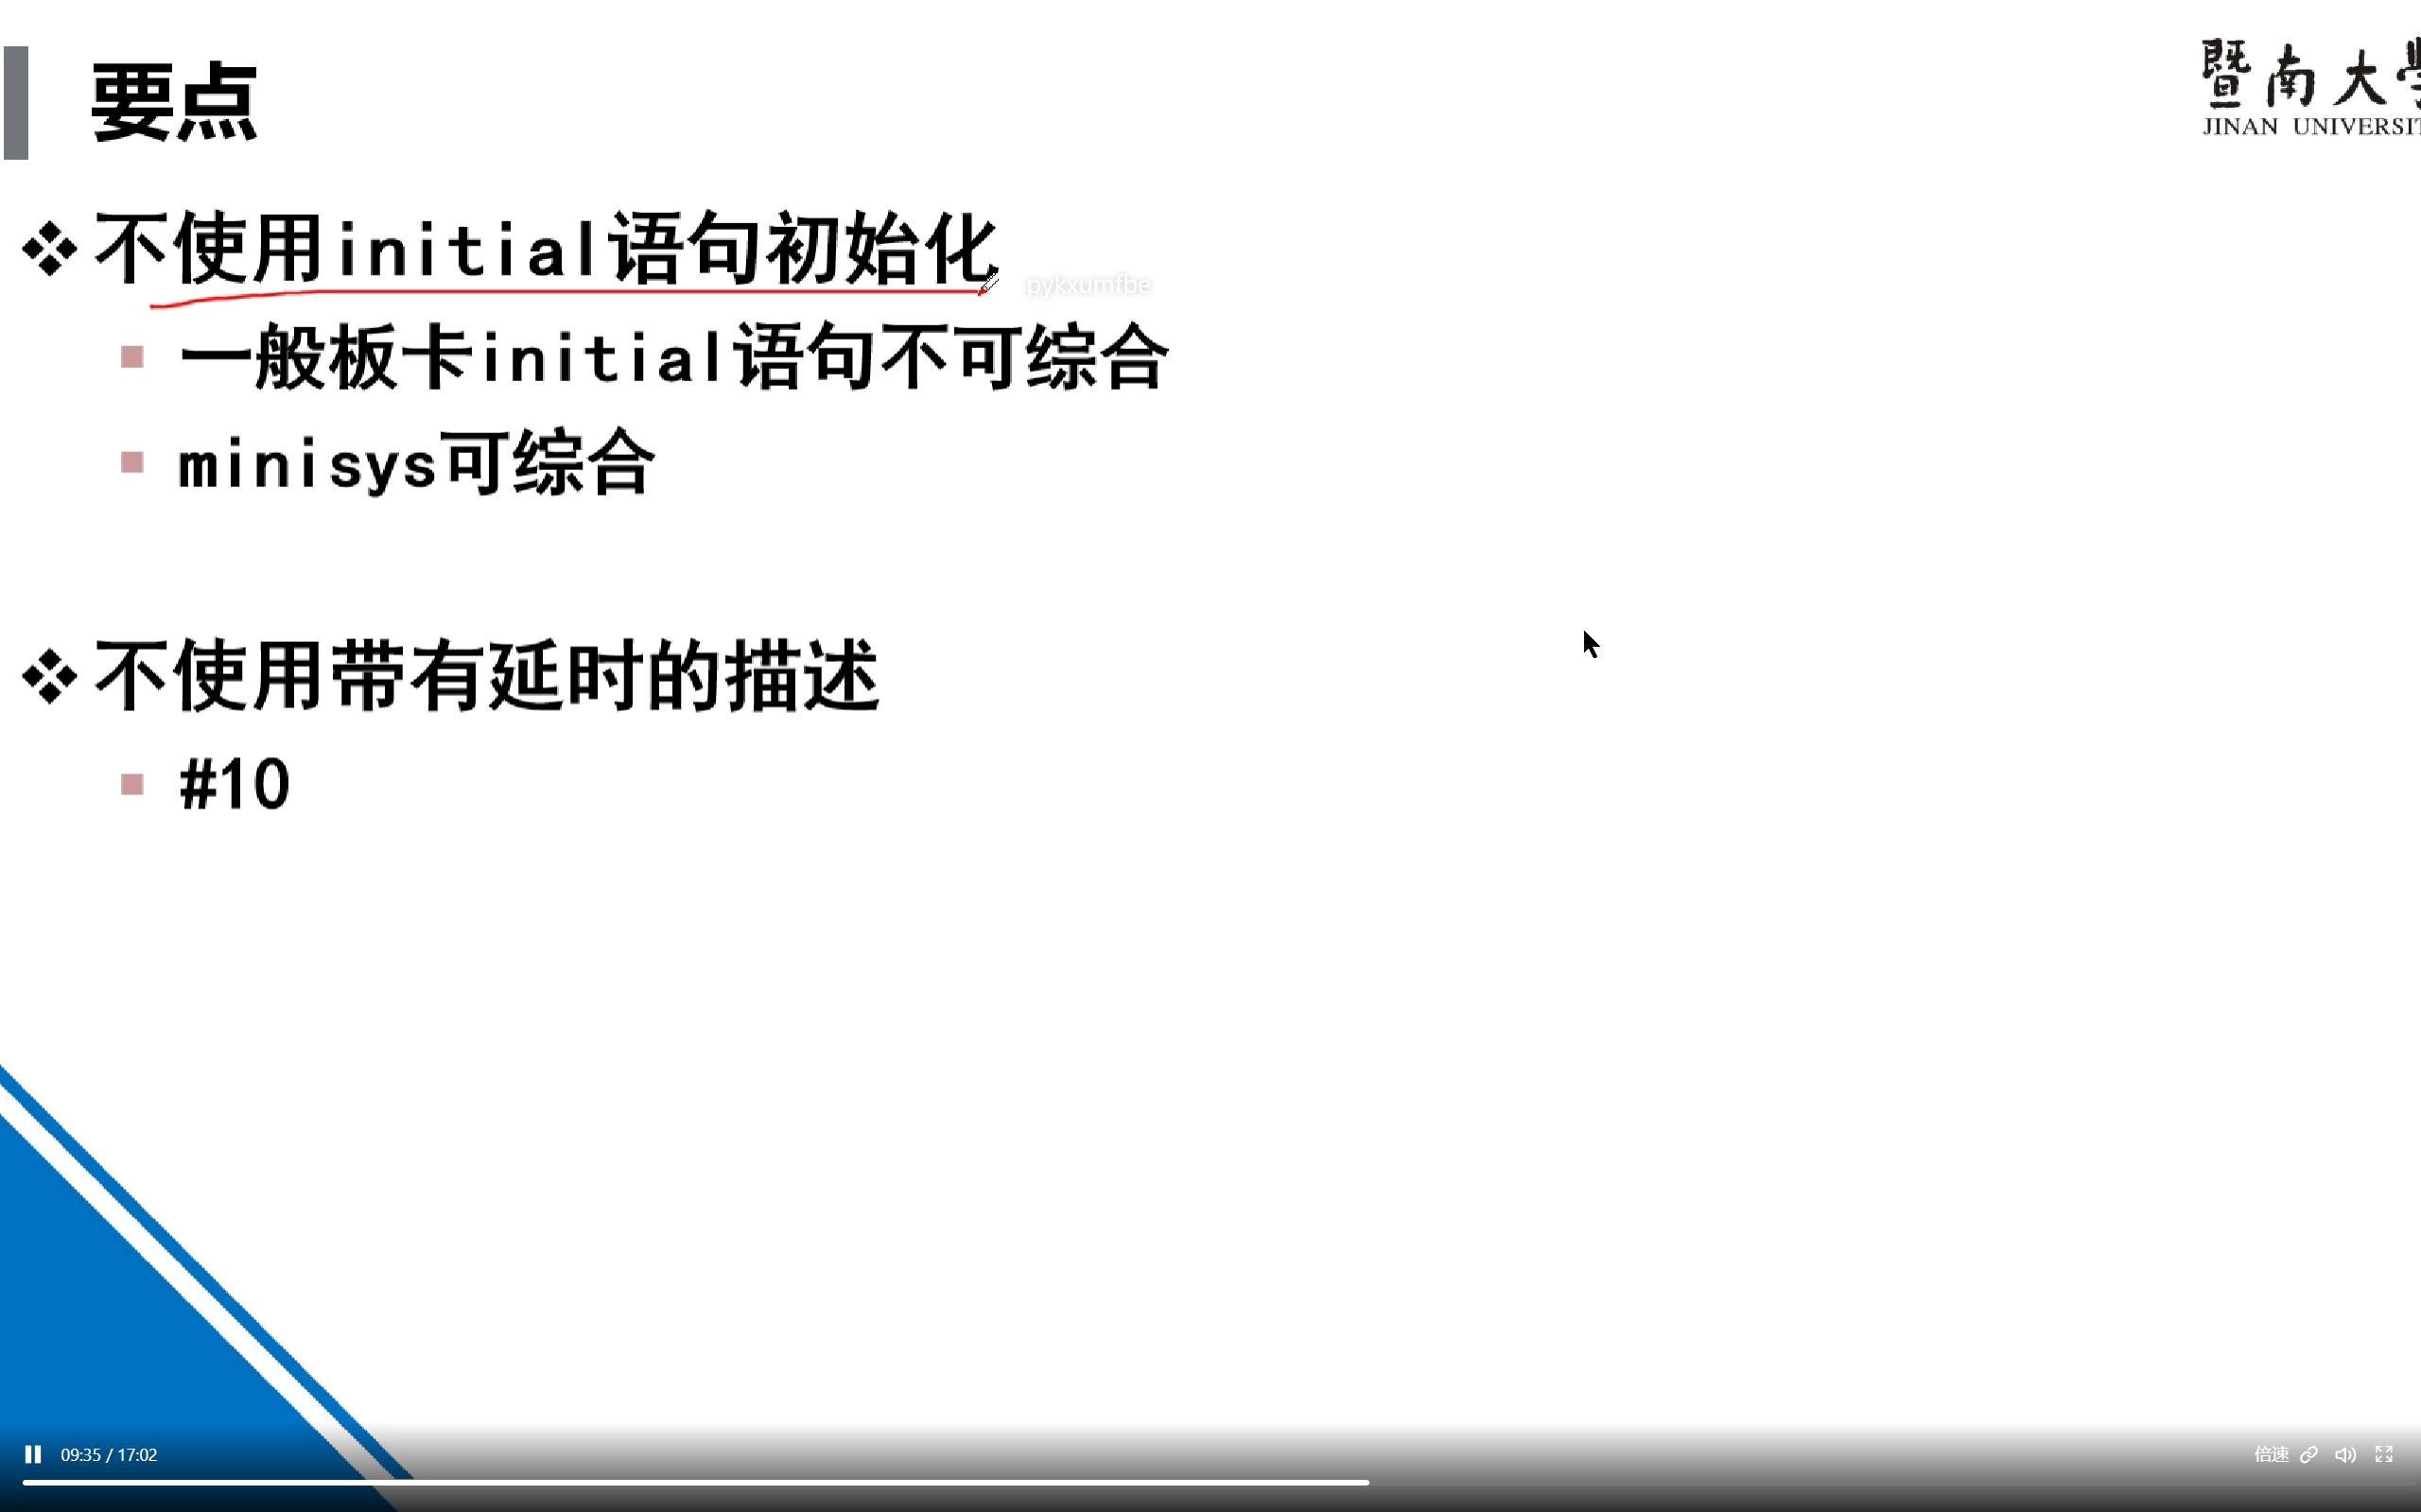 要点
暨南大學
JINAN UNIVERSIT
不使用initial语句初始化
pykxumfbe
一般板卡initial语句不可综合
minisys可综合
不使用带有延时的描述
#10
09:35 / 17:02
倍速